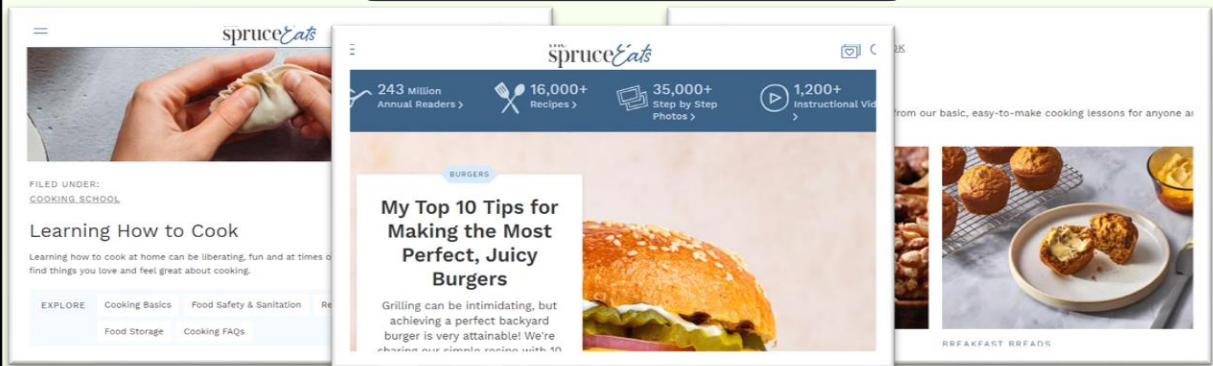 spruce Eats
FILED UNDER:
COOKING SCHOOL
Learning How to Cook
Learning how to cook at home can be liberating, fun and at times
find things you love and feel great about cooking.
EXPLORE Cooking Basics Food Safety & Sanitation
Food Storage Cooking FAQs
spruce Eats
243 Million
Annual Readers >
16,000+
Recipes >
35,000+
Step by Step
Photos >
1,200+
Instructional Vid
>
BURGERS
My Top 10 Tips for
Making the Most
Perfect, Juicy
Burgers
Grilling can be intimidating, but
achieving a perfect backyard
burger is very attainable! We're
sharing our simple recipe with 10
from our basic, easy-to-make cooking lessons for anyone
BREAKFAST BREADS